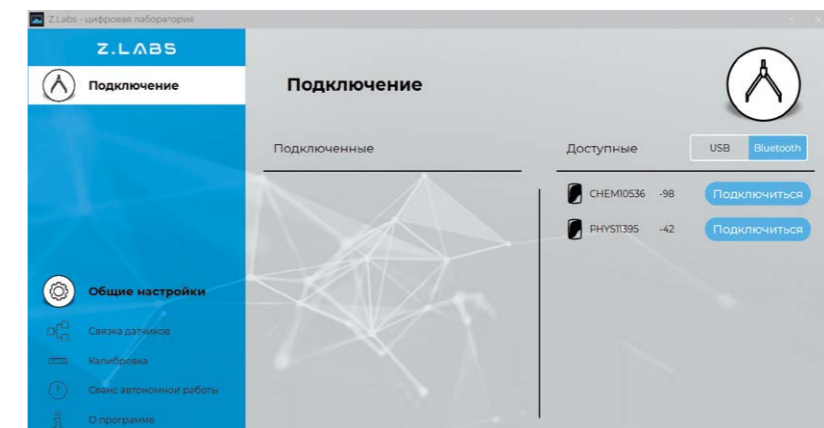 Z.Labs - цифровая лаборатория
Z.LABS
Подключение
Подключение
Подключенные
Доступные
USB Bluetooth
CHEM10536 -98 Подключиться
PHYS11395 -42 Подключиться
Общие настройки
Связка датчиков
Калибровка
Сеанс автономной работы
О программе